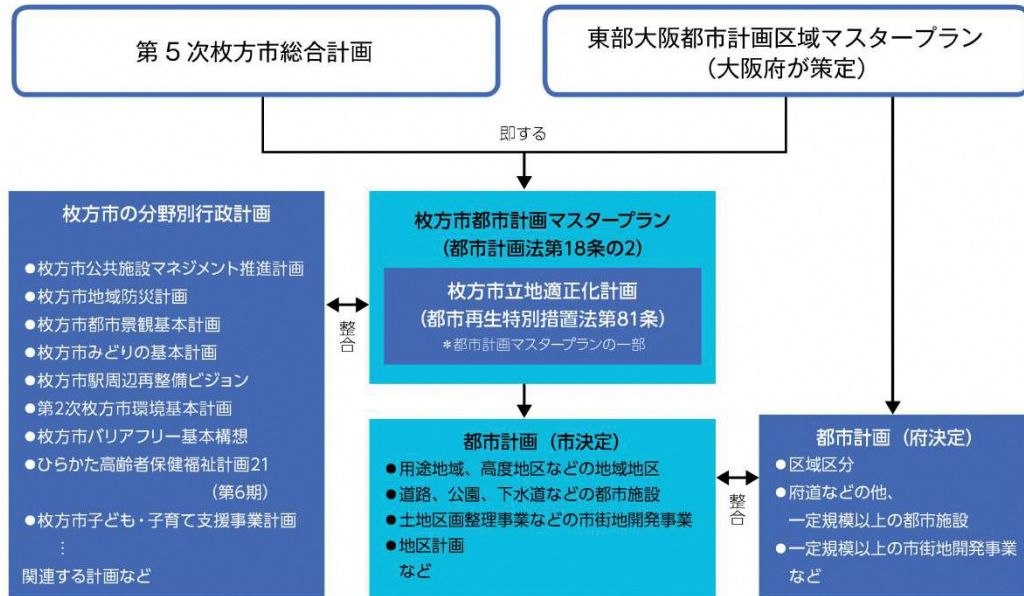 第5次枚方市総合計画
東部大阪都市計画区域マスタープラン
（大阪府が策定）
即する
枚方市の分野別行政計画
●枚方市公共施設マネジメント推進計画
●枚方市地域防災計画
●枚方市都市景観基本計画
●枚方市みどりの基本計画
●枚方市駅周辺再整備ビジョン
●第2次枚方市環境基本計画
●枚方市バリアフリー基本構想
●ひらかた高齢者保健福祉計画21
（第6期）
●枚方市子ども・子育て支援事業計画
⋮
関連する計画など
整合
枚方市都市計画マスタープラン
（都市計画法第18条の2）
枚方市立地適正化計画
（都市再生特別措置法第81条）
＊都市計画マスタープランの一部
都市計画（市決定）
●用途地域、高度地区などの地域地区
●道路、公園、下水道などの都市施設
●土地区画整理事業などの市街地開発事業
●地区計画
など
整合
都市計画（府決定）
●区域区分
●府道などの他、
一定規模以上の都市施設
●一定規模以上の市街地開発事業
など